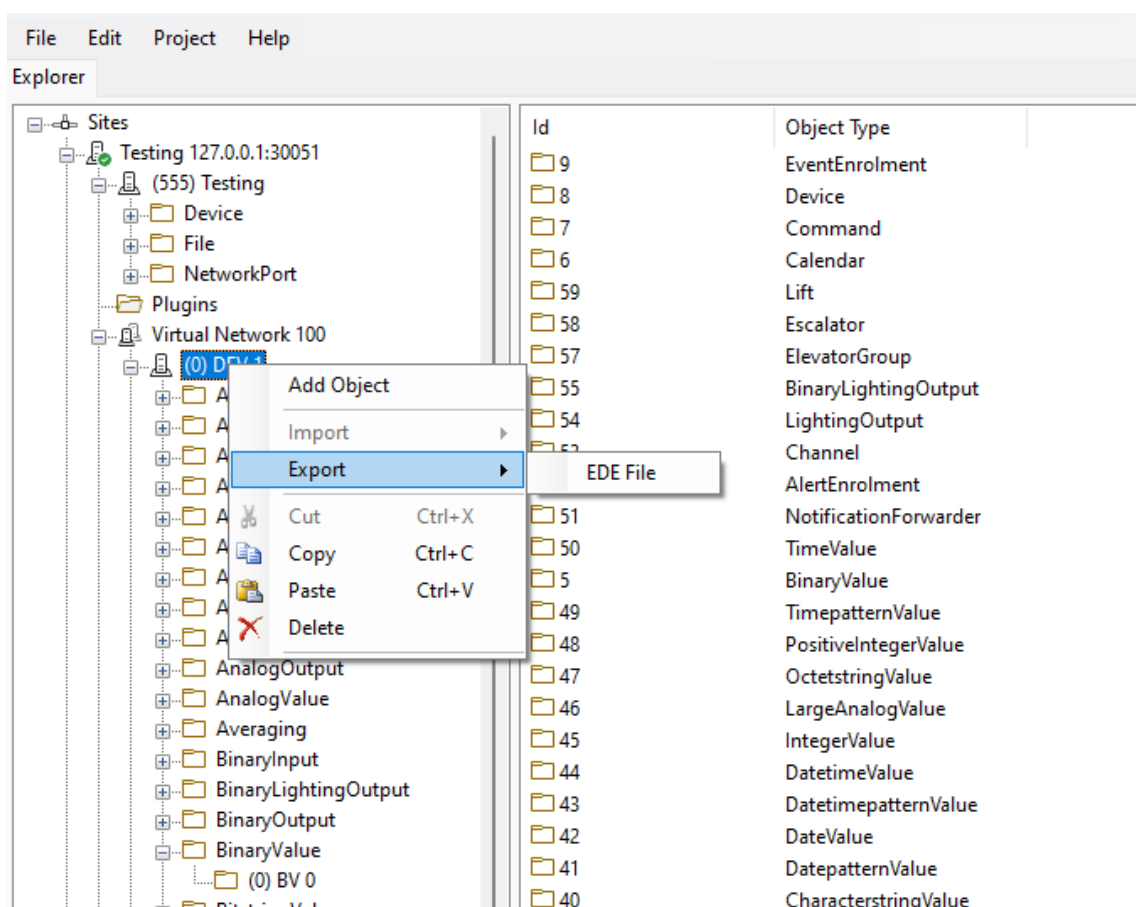 File Edit Project Help
Explorer
Sites
Testing 127.0.0.1:30051
(555) Testing
Device
File
NetworkPort
Plugins
Virtual Network 100
(0) DEV 1
A
A
A
A
A
A
A
A
A
AnalogOutput
AnalogValue
Averaging
BinaryInput
BinaryLightingOutput
BinaryOutput
BinaryValue
(0) BV 0
Add Object
Import
Export
Cut Ctrl+X
Copy Ctrl+C
Paste Ctrl+V
Delete
EDE File
Id Object Type
9 EventEnrolment
8 Device
7 Command
6 Calendar
59 Lift
58 Escalator
57 ElevatorGroup
55 BinaryLightingOutput
54 LightingOutput
Channel
AlertEnrolment
51 NotificationForwarder
50 TimeValue
5 BinaryValue
49 TimepatternValue
48 PositiveIntegerValue
47 OctetstringValue
46 LargeAnalogValue
45 IntegerValue
44 DatetimeValue
43 DatetimepatternValue
42 DateValue
41 DatepatternValue
40 CharacterstringValue